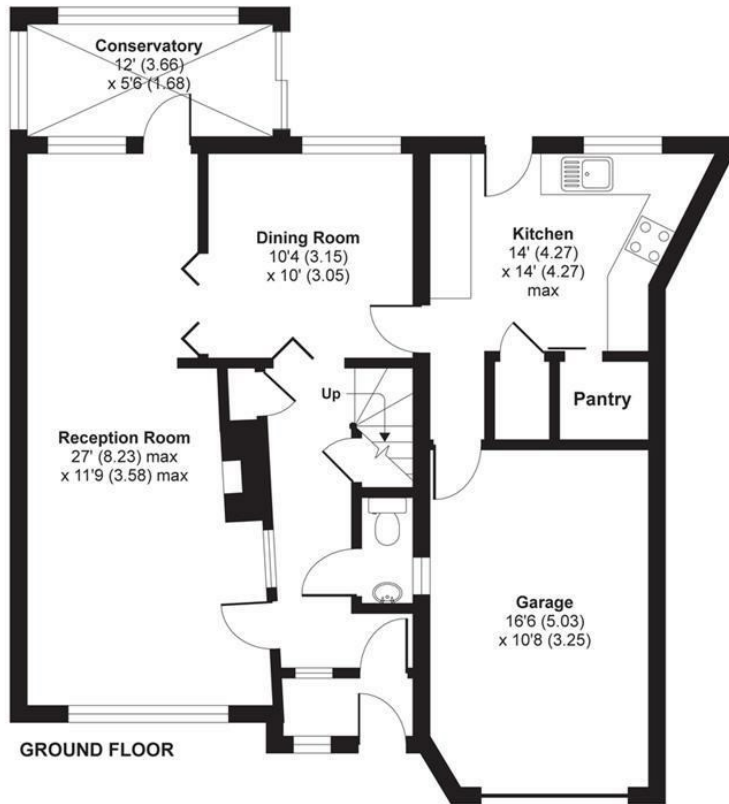 Conservatory
12' (3.66)
x 5'6 (1.68)
Dining Room
10'4 (3.15)
x 10' (3.05)
Kitchen
14' (4.27)
x 14' (4.27)
max
Up
Pantry
Reception Room
27' (8.23) max
x 11'9 (3.58) max
Garage
16'6 (5.03)
x 10'8 (3.25)
GROUND FLOOR